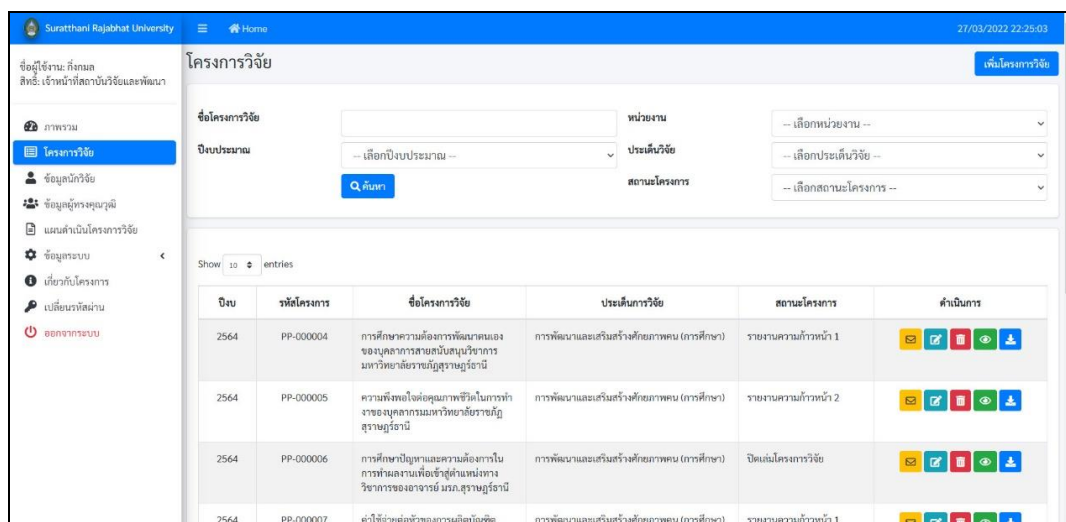 Suratthani Rajabhat University
Home
27/03/2022 22:25:03
ชื่อผู้ใช้งาน: กิ่งกมล
สิทธิ์: เจ้าหน้าที่สถาบันวิจัยและพัฒนา
ภาพรวม
โครงการวิจัย
ข้อมูลนักวิจัย
ข้อมูลผู้ทรงคุณวุฒิ
แผนดำเนินโครงการวิจัย
ข้อมูลระบบ
เกี่ยวกับโครงการ
เปลี่ยนรหัสผ่าน
ออกจากระบบ
โครงการวิจัย
เพิ่มโครงการวิจัย
ชื่อโครงการวิจัย
หน่วยงาน
-- เลือกหน่วยงาน --
ปีงบประมาณ
-- เลือกปีงบประมาณ --
ประเด็นวิจัย
-- เลือกประเด็นวิจัย --
ค้นหา
สถานะโครงการ
-- เลือกสถานะโครงการ --
Show 10 entries
ปีงบ รหัสโครงการ ชื่อโครงการวิจัย ประเด็นการวิจัย สถานะโครงการ ดำเนินการ
2564 PP-000004 การศึกษาความต้องการพัฒนาตนเอง การพัฒนาและเสริมสร้างศักยภาพคน (การศึกษา) รายงานความก้าวหน้า 1
ของบุคลาการสายสนับสนุนวิชาการ
มหาวิทยาลัยราชภัฏสุราษฎร์ธานี
2564 PP-000005 ความพึงพอใจต่อคุณภาพชีวิตในการทำ การพัฒนาและเสริมสร้างศักยภาพคน (การศึกษา) รายงานความก้าวหน้า 2
งาของบุคลากรมมหาวิทยาลัยราชภัฏ
สุราษฎร์ธานี
2564 PP-000006 การศึกษาปัญหาและความต้องการใน การพัฒนาและเสริมสร้างศักยภาพคน (การศึกษา) ปิดเล่มโครงการวิจัย
การทำผลงานเพื่อเข้าสู่ตำแหน่งทาง
วิชาการของอาจารย์ มรภ.สุราษฎร์ธานี
2564 PP-000007 ค่าใช้จ่ายต่อหัวของการผลิตบัณฑิต การพัฒนาและเสริมสร้างศักยภาพคน (การศึกษา) รายงานความก้าวหน้า 1